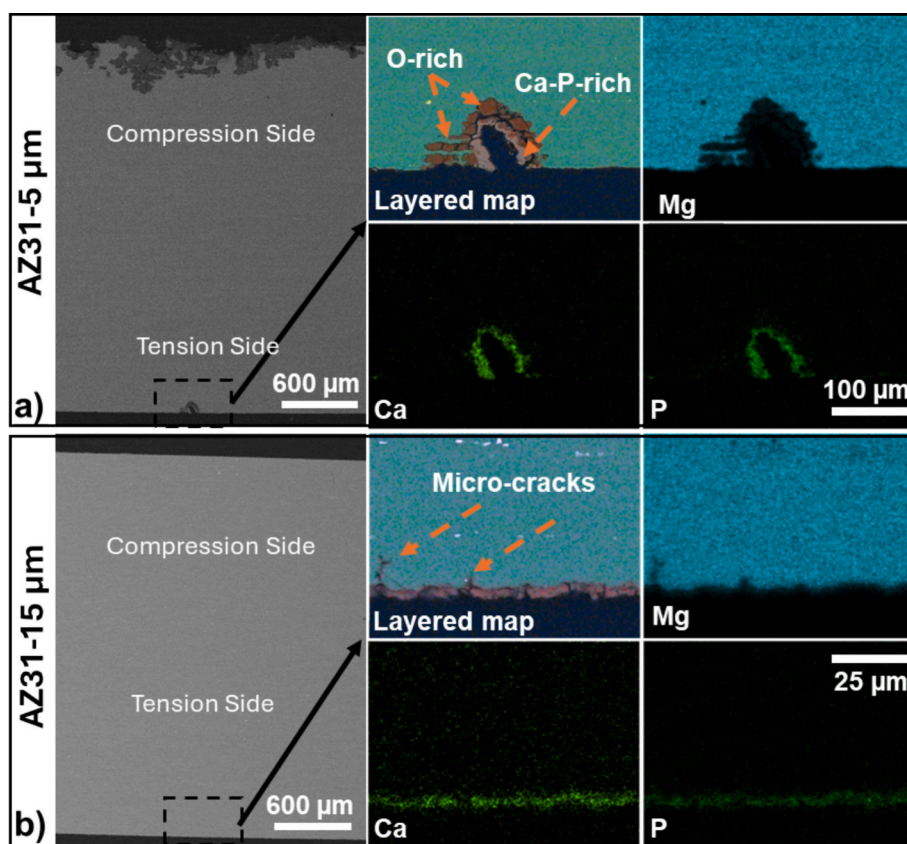 AZ31-5 µm
a)
Compression Side
Tension Side
600 µm
O-rich
Ca-P-rich
Layered map
Mg
Ca
P
100 µm
AZ31-15 µm
b)
Compression Side
Tension Side
600 µm
Micro-cracks
Layered map
Mg
25 µm
Ca
P